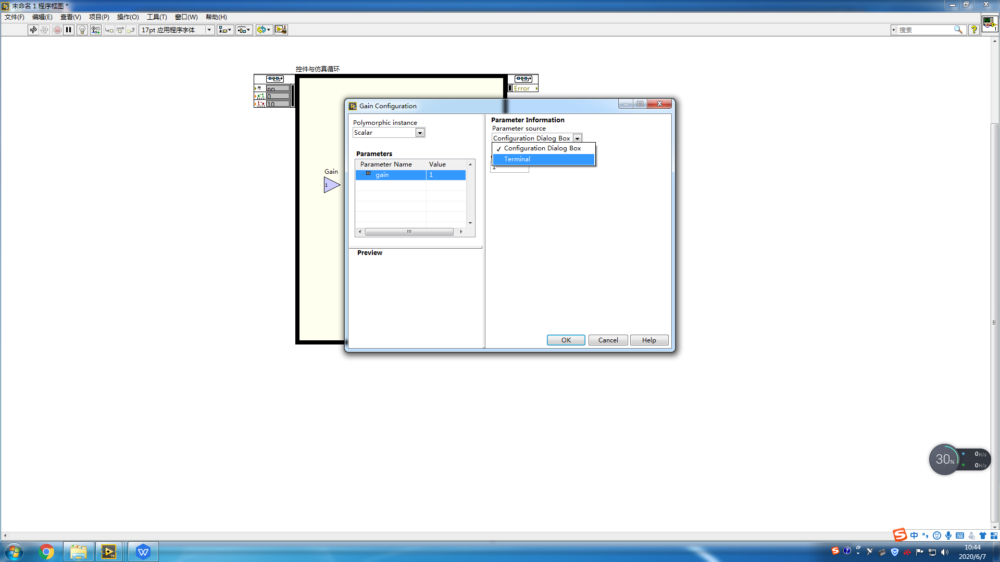 未命名 1 程序框图 *
文件(F) 编辑(E) 查看(V) 项目(P) 操作(O) 工具(T) 窗口(W) 帮助(H)
17pt 应用程序字体
搜索
控件与仿真循环
no
0
10
Error
Gain
1
Gain Configuration
Polymorphic instance
Scalar
Parameters
Parameter Name Value
gain 1
Preview
Parameter Information
Parameter source
Configuration Dialog Box
Configuration Dialog Box
Terminal
1
OK Cancel Help
30%
0K/s
0K/s
中
10:44
2020/6/7